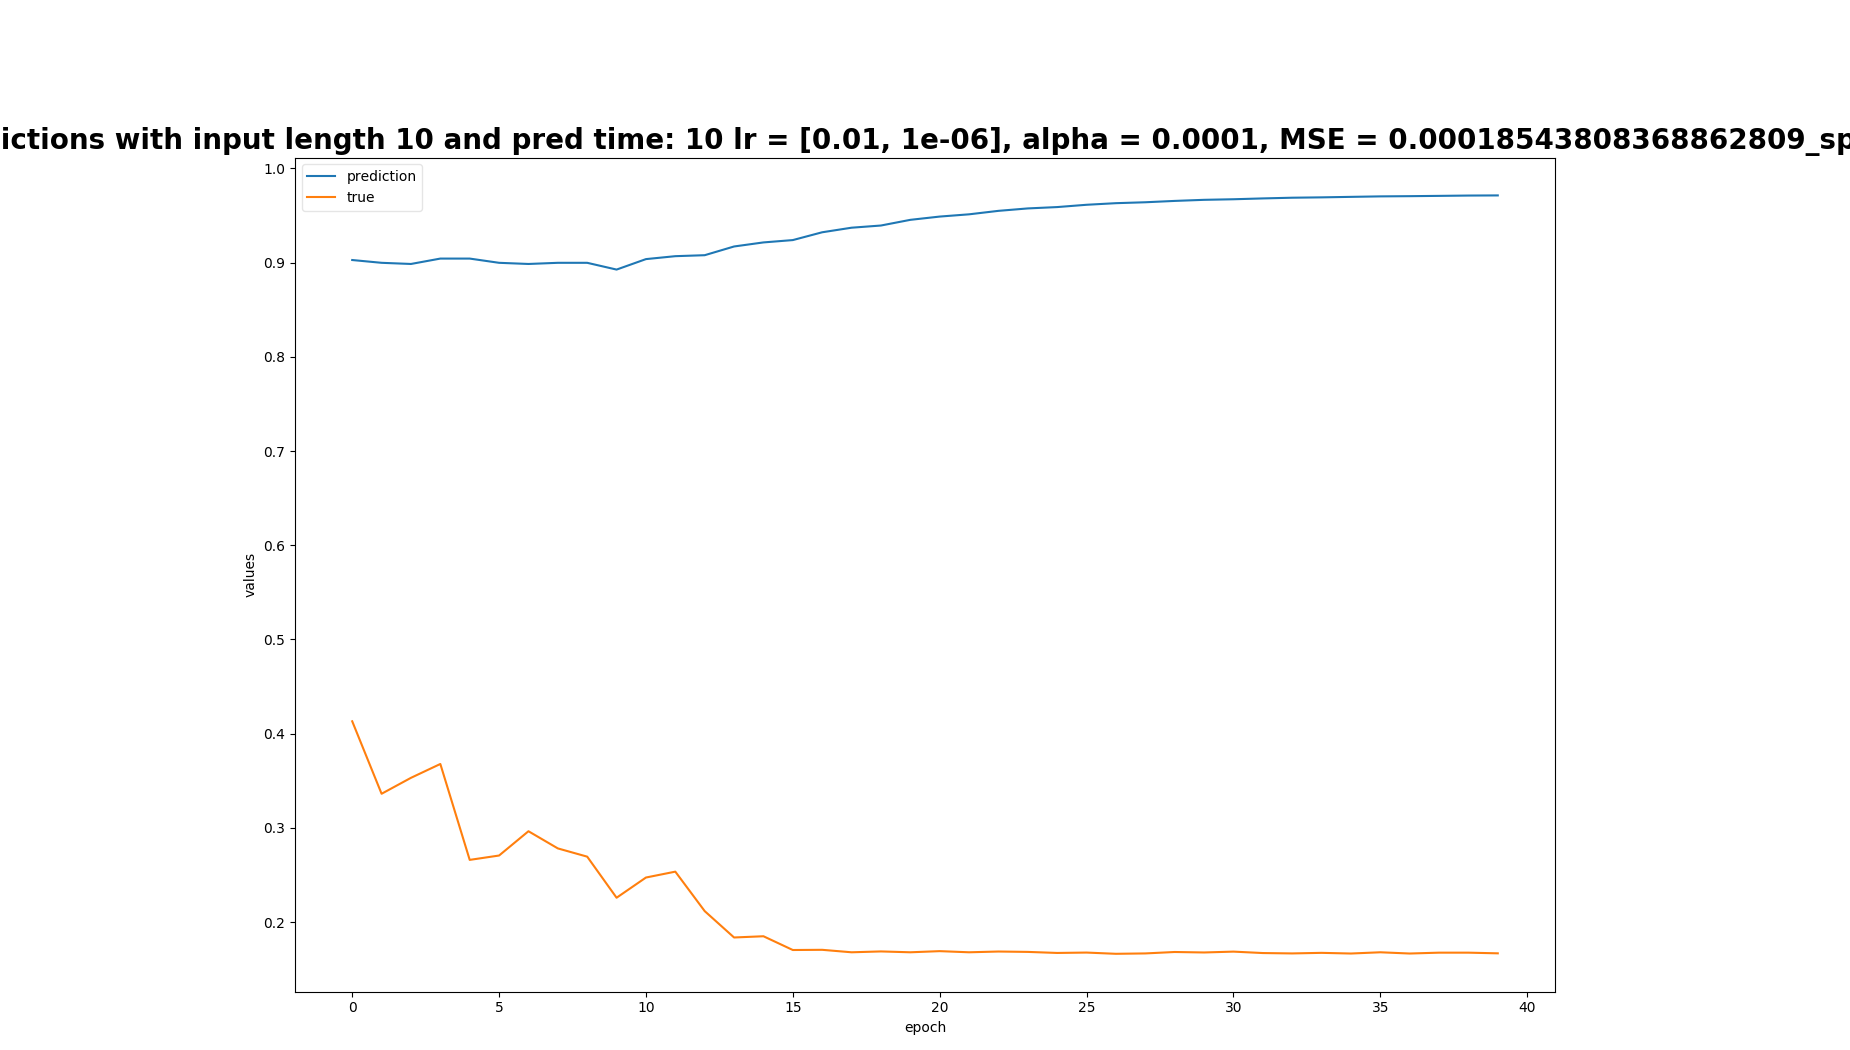 ictions with input length 10 and pred time: 10 lr = [0.01, 1e-06], alpha = 0.0001, MSE = 0.00018543808368862809_sp
prediction
true
1.0
0.9
0.8
0.7
0.6
0.5
0.4
0.3
0.2
values
0 5 10 15 20 25 30 35 40
epoch